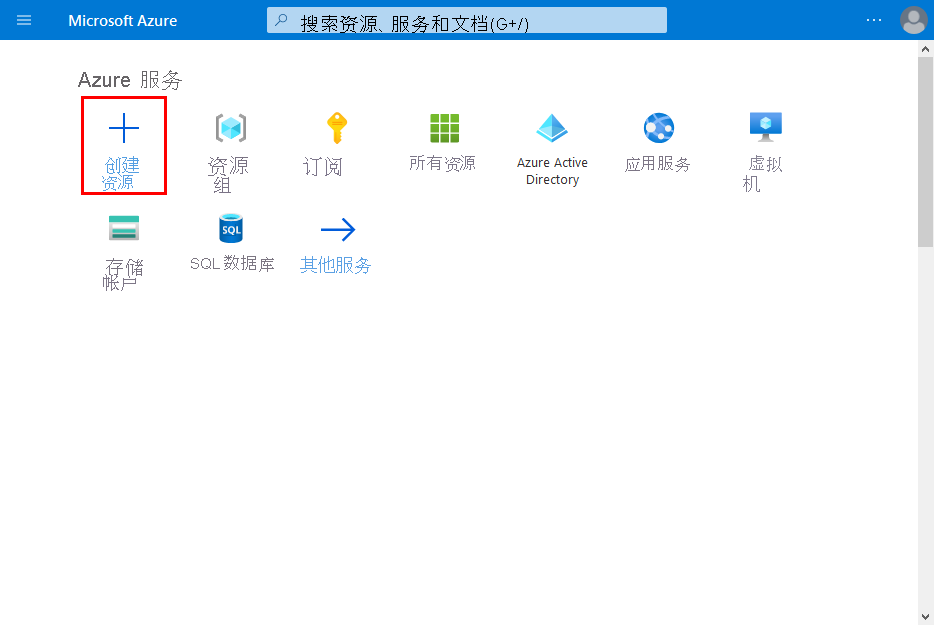 Microsoft Azure
搜索资源、服务和文档(G+/)
Azure 服务
创建
资源
资源
组
订阅
所有资源
Azure Active
Directory
应用服务
虚拟
机
存储
帐户
SQL
SQL 数据库
其他服务